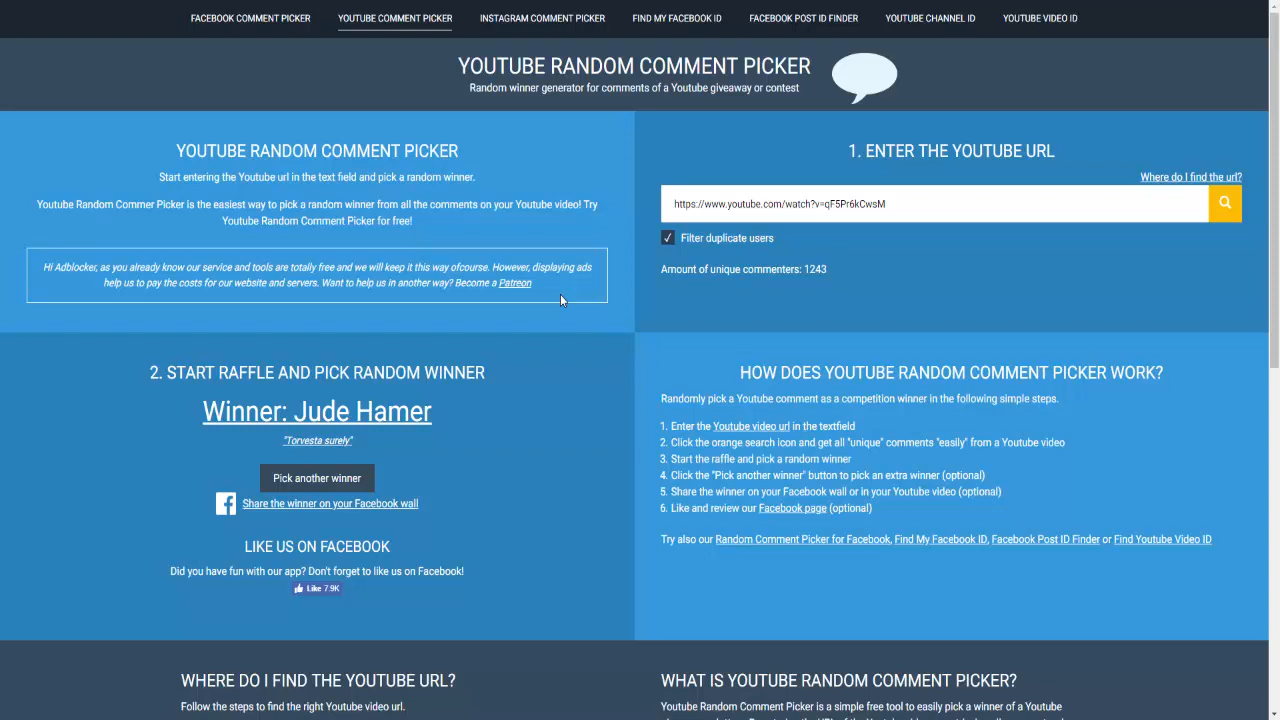 FACEBOOK COMMENT PICKER YOUTUBE COMMENT PICKER INSTAGRAM COMMENT PICKER FIND MY FACEBOOK ID FACEBOOK POST ID FINDER YOUTUBE CHANNEL ID YOUTUBE VIDEO ID
YOUTUBE RANDOM COMMENT PICKER
Random winner generator for comments of a Youtube giveaway or contest
YOUTUBE RANDOM COMMENT PICKER
Start entering the Youtube url in the text field and pick a random winner.
Youtube Random Commer Picker is the easiest way to pick a random winner from all the comments on your Youtube video! Try
Youtube Random Comment Picker for free!
Hi Adblocker, as you already know our service and tools are totally free and we will keep it this way ofcourse. However, displaying ads
help us to pay the costs for our website and servers. Want to help us in another way? Become a Patreon
1. ENTER THE YOUTUBE URL
Where do I find the url?
https://www.youtube.com/watch?v=qF5Pr6kCwsM
Filter duplicate users
Amount of unique commenters: 1243
2. START RAFFLE AND PICK RANDOM WINNER
Winner: Jude Hamer
"Torvesta surely"
Pick another winner
Share the winner on your Facebook wall
LIKE US ON FACEBOOK
Did you have fun with our app? Don't forget to like us on Facebook!
Like 7.9K
HOW DOES YOUTUBE RANDOM COMMENT PICKER WORK?
Randomly pick a Youtube comment as a competition winner in the following simple steps.
1. Enter the Youtube video url in the textfield
2. Click the orange search icon and get all "unique" comments "easily" from a Youtube video
3. Start the raffle and pick a random winner
4. Click the "Pick another winner" button to pick an extra winner (optional)
5. Share the winner on your Facebook wall or in your Youtube video (optional)
6. Like and review our Facebook page (optional)
Try also our Random Comment Picker for Facebook, Find My Facebook ID, Facebook Post ID Finder or Find Youtube Video ID
WHERE DO I FIND THE YOUTUBE URL?
Follow the steps to find the right Youtube video url.
WHAT IS YOUTUBE RANDOM COMMENT PICKER?
Youtube Random Comment Picker is a simple free tool to easily pick a winner of a Youtube